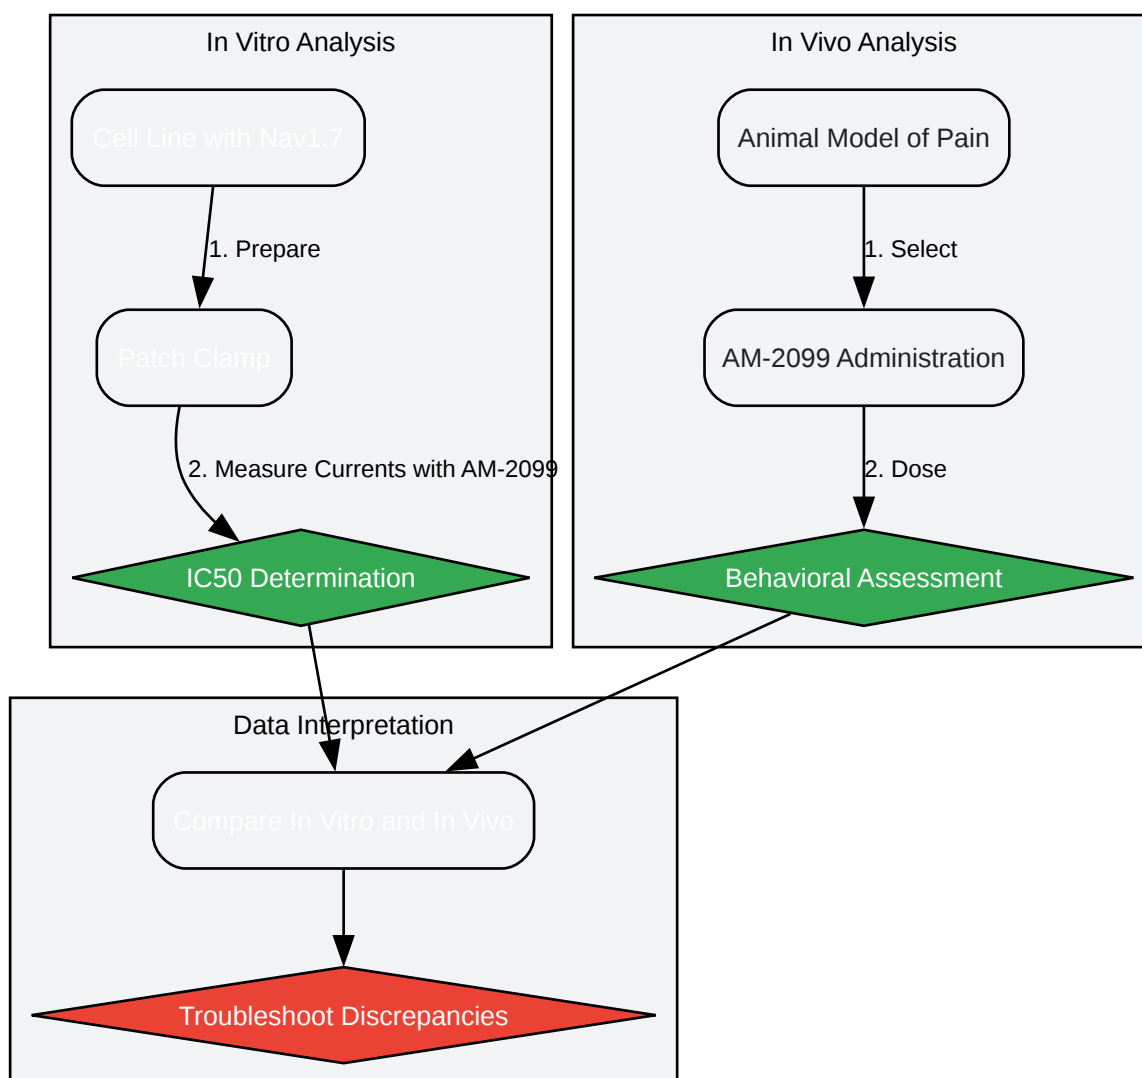 In Vitro Analysis
Cell Line with Nav1.7
1. Prepare
Patch Clamp
2. Measure Currents with AM-2099
IC50 Determination
In Vivo Analysis
Animal Model of Pain
1. Select
AM-2099 Administration
2. Dose
Behavioral Assessment
Data Interpretation
Compare In Vitro and In Vivo
Troubleshoot Discrepancies